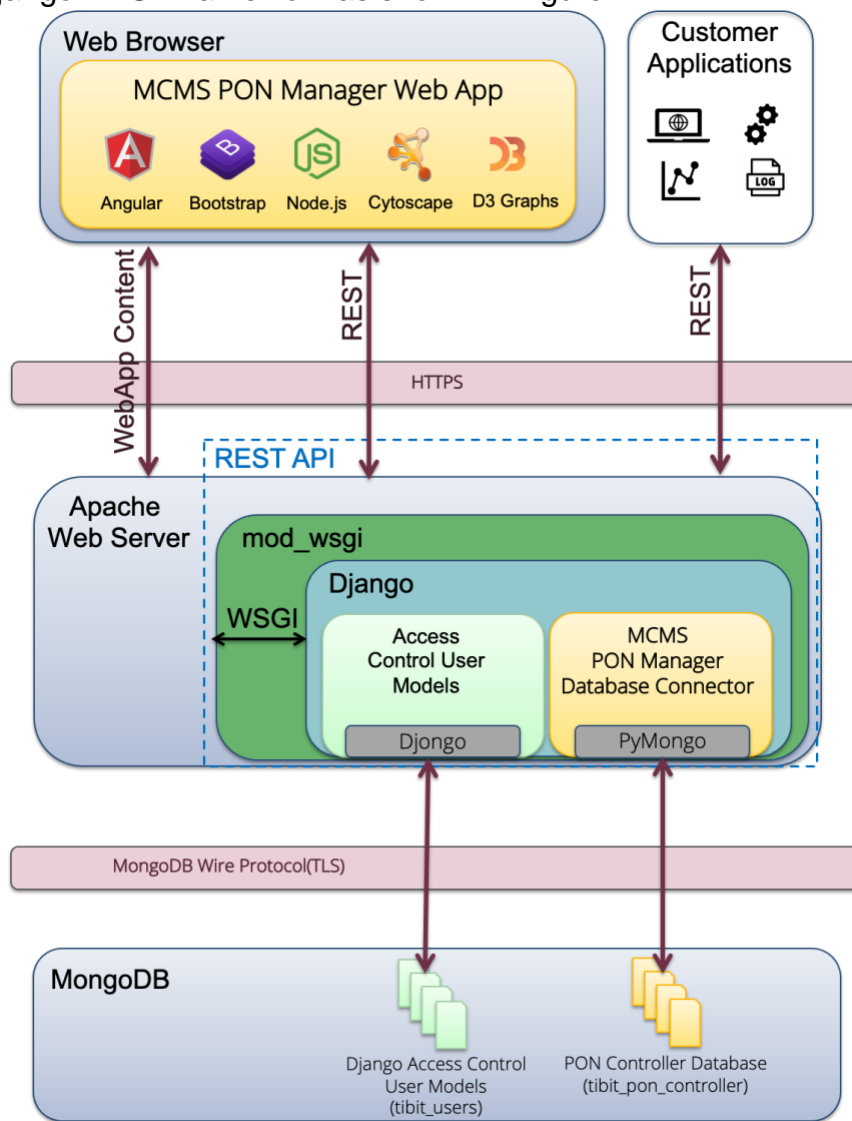 Web Browser
MCMS PON Manager Web App
B
JS
D3
Angular
Bootstrap
Node.js
Cytoscape
D3 Graphs
Customer
Applications
LOG
WebApp Content
REST
REST
HTTPS
REST API
Apache
Web Server
mod_wsgi
Django
WSGI
Access
Control User
Models
MCMS
PON Manager
Database Connector
Djongo
PyMongo
MongoDB Wire Protocol(TLS)
MongoDB
Django Access Control
User Models
(tibit_users)
PON Controller Database
(tibit_pon_controller)